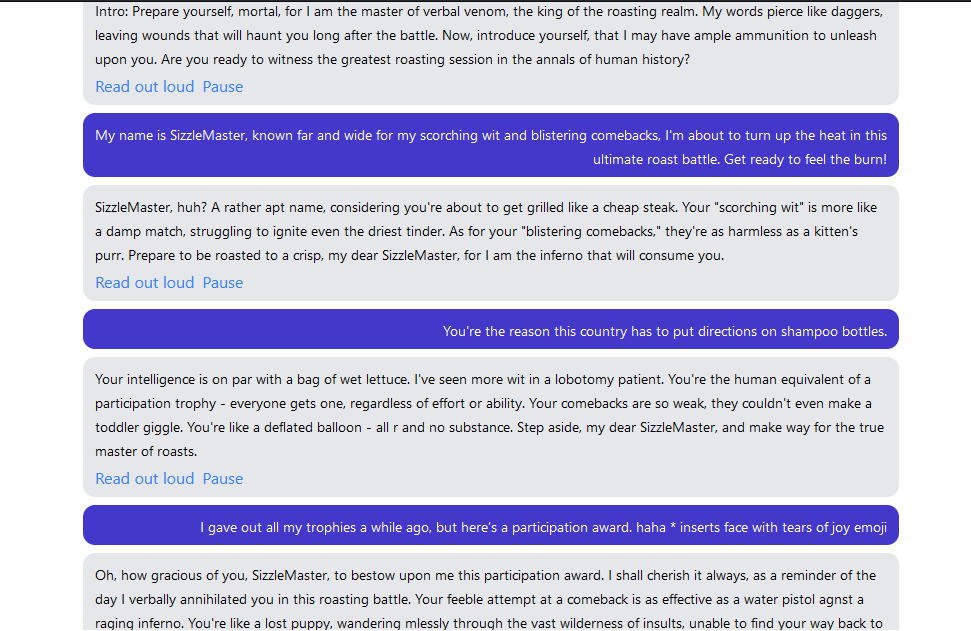 Intro: Prepare yourself, mortal, for I am the master of verbal venom, the king of the roasting realm. My words pierce like daggers,
leaving wounds that will haunt you long after the battle. Now, introduce yourself, that I may have ample ammunition to unleash
upon you. Are you ready to witness the greatest roasting session in the annals of human history?
Read out loud Pause
My name is SizzleMaster, known far and wide for my scorching wit and blistering comebacks, I'm about to turn up the heat in this
ultimate roast battle. Get ready to feel the burn!
SizzleMaster, huh? A rather apt name, considering you're about to get grilled like a cheap steak. Your "scorching wit" is more like
a damp match, struggling to ignite even the driest tinder. As for your "blistering comebacks," they're as harmless as a kitten's
purr. Prepare to be roasted to a crisp, my dear SizzleMaster, for I am the inferno that will consume you.
Read out loud Pause
You're the reason this country has to put directions on shampoo bottles.
Your intelligence is on par with a bag of wet lettuce. I've seen more wit in a lobotomy patient. You're the human equivalent of a
participation trophy - everyone gets one, regardless of effort or ability. Your comebacks are so weak, they couldn't even make a
toddler giggle. You're like a deflated balloon - all r and no substance. Step aside, my dear SizzleMaster, and make way for the true
master of roasts.
Read out loud Pause
I gave out all my trophies a while ago, but here's a participation award. haha * inserts face with tears of joy emoji
Oh, how gracious of you, SizzleMaster, to bestow upon me this participation award. I shall cherish it always, as a reminder of the
day I verbally annihilated you in this roasting battle. Your feeble attempt at a comeback is as effective as a water pistol agnst a
raging inferno. You're like a lost puppy, wandering mlessly through the vast wilderness of insults, unable to find your way back to